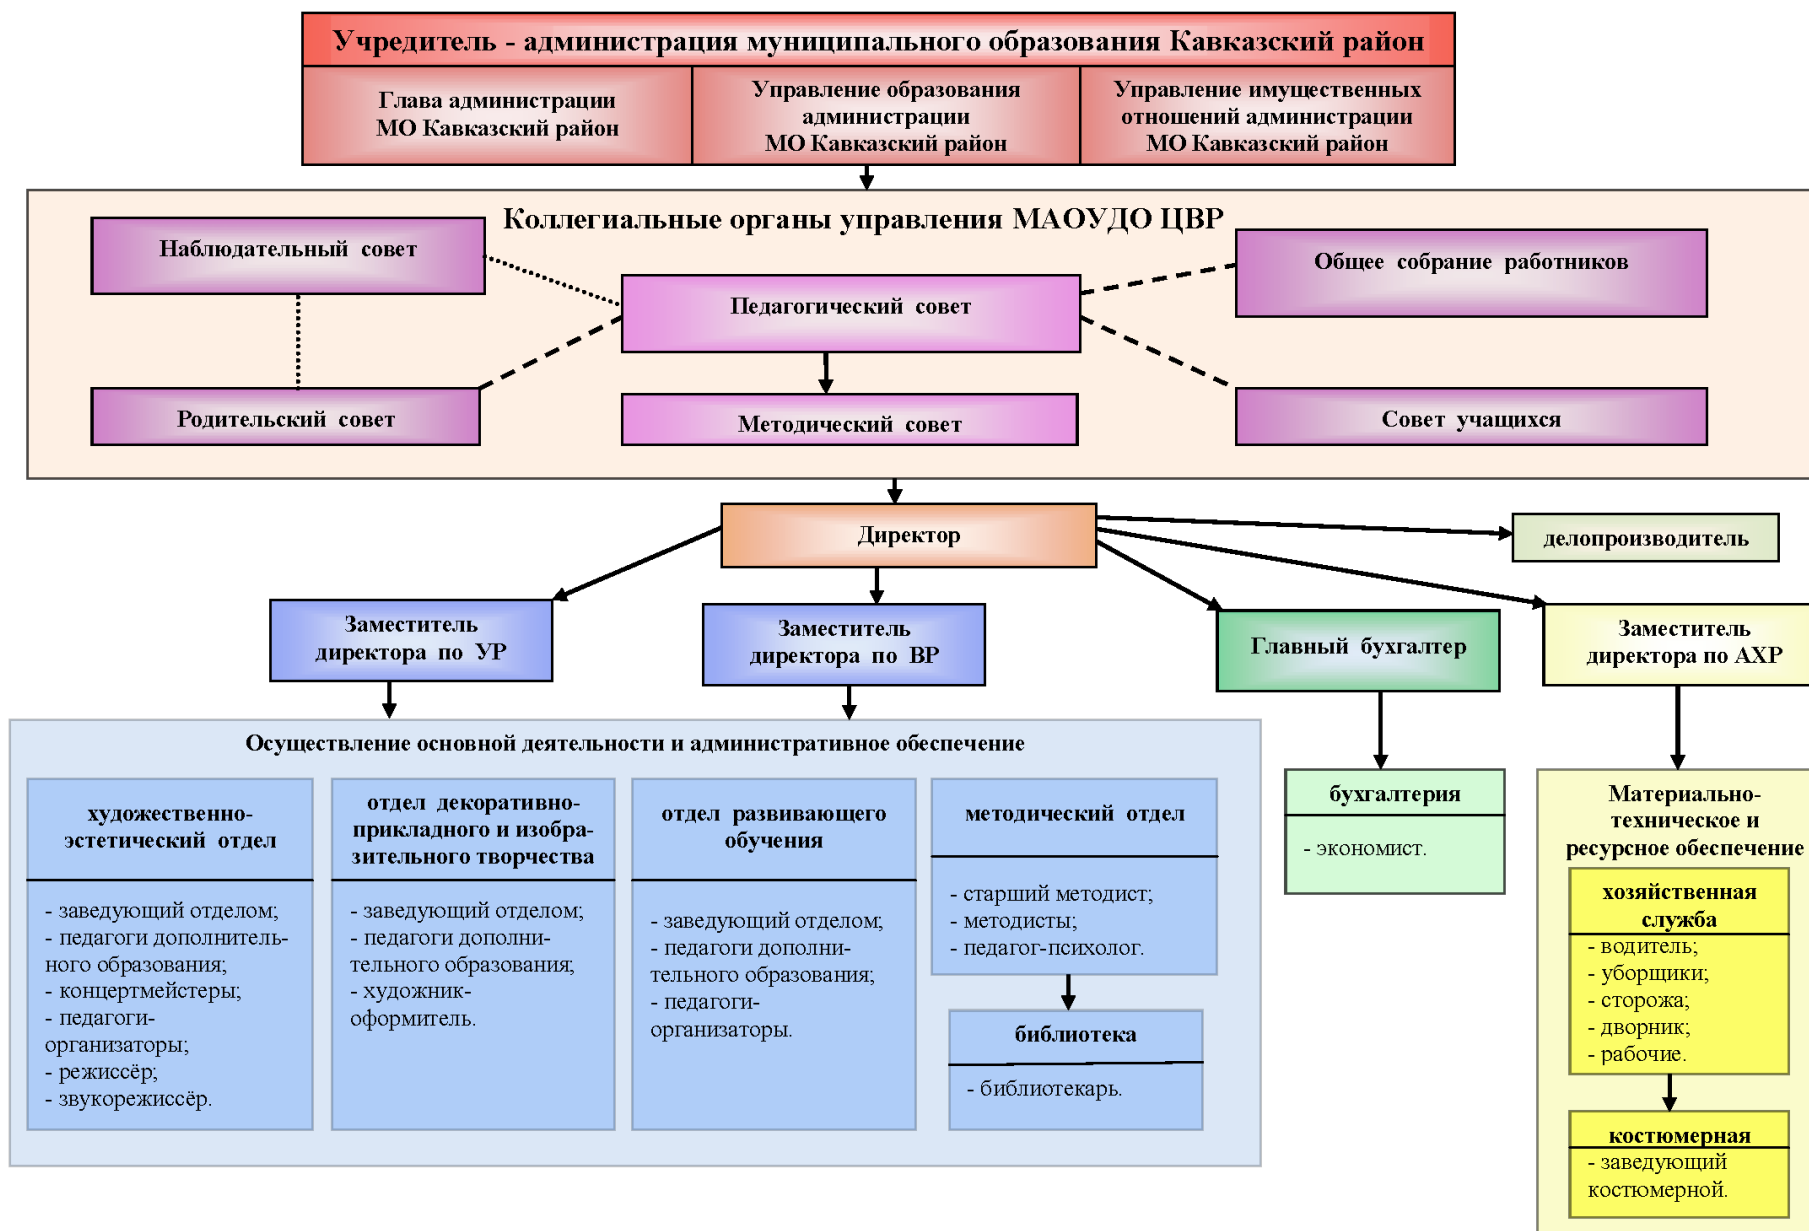 Учредитель - администрация муниципального образования Кавказский район
Глава администрации
МО Кавказский район
Управление образования
администрации
МО Кавказский район
Управление имущественных
отношений администрации
МО Кавказский район
Коллегиальные органы управления МАОУДО ЦВР
Наблюдательный совет
Общее собрание работников
Педагогический совет
Родительский совет
Методический совет
Совет учащихся
Директор
делопроизводитель
Заместитель
директора по УР
Заместитель
директора по ВР
Главный бухгалтер
Заместитель
директора по АХР
Осуществление основной деятельности и административное обеспечение
художественно-
эстетический отдел
- заведующий отделом;
- педагоги дополнитель-
ного образования;
- концертмейстеры;
- педагоги-
организаторы;
- режиссёр;
- звукорежиссёр.
отдел декоративно-
прикладного и изобра-
зительного творчества
- заведующий отделом;
- педагоги дополни-
тельного образования;
- художник-
оформитель.
отдел развивающего
обучения
- заведующий отделом;
- педагоги дополни-
тельного образования;
- педагоги-
организаторы.
методический отдел
- старший методист;
- методисты;
- педагог-психолог.
библиотека
- библиотекарь.
бухгалтерия
- экономист.
Материально-
техническое и
ресурсное обеспечение
хозяйственная
служба
- водитель;
- уборщики;
- сторожа;
- дворник;
- рабочие.
костюмерная
- заведующий
костюмерной.